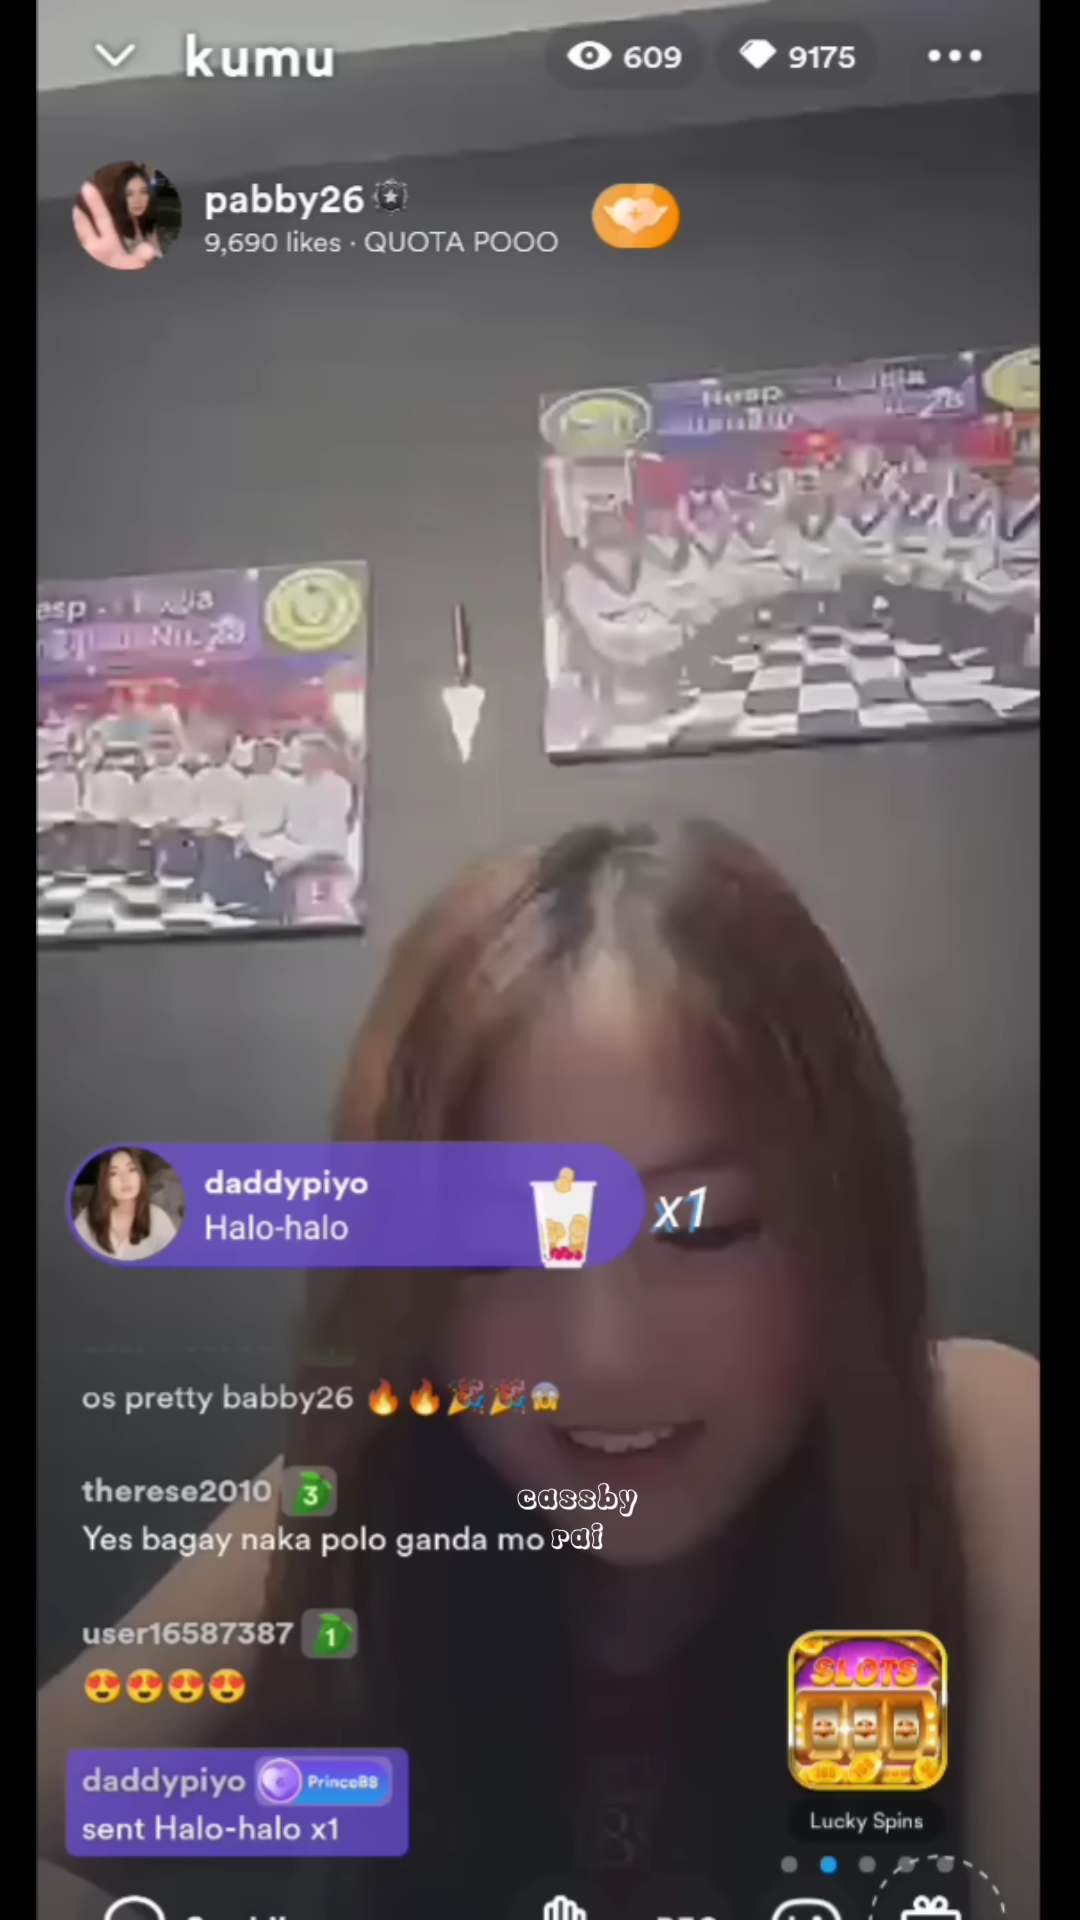 kumu
609
9175
pabby26
9,690 likes · QUOTA POOO
daddypiyo
Halo-halo
x1
os pretty babby26 🔥🔥🎉🎉😱
therese2010 3
Yes bagay naka polo ganda mo
cassby
rai
user16587387 1
😍😍😍😍
SLOTS
daddypiyo PrinceBS
sent Halo-halo x1
Lucky Spins